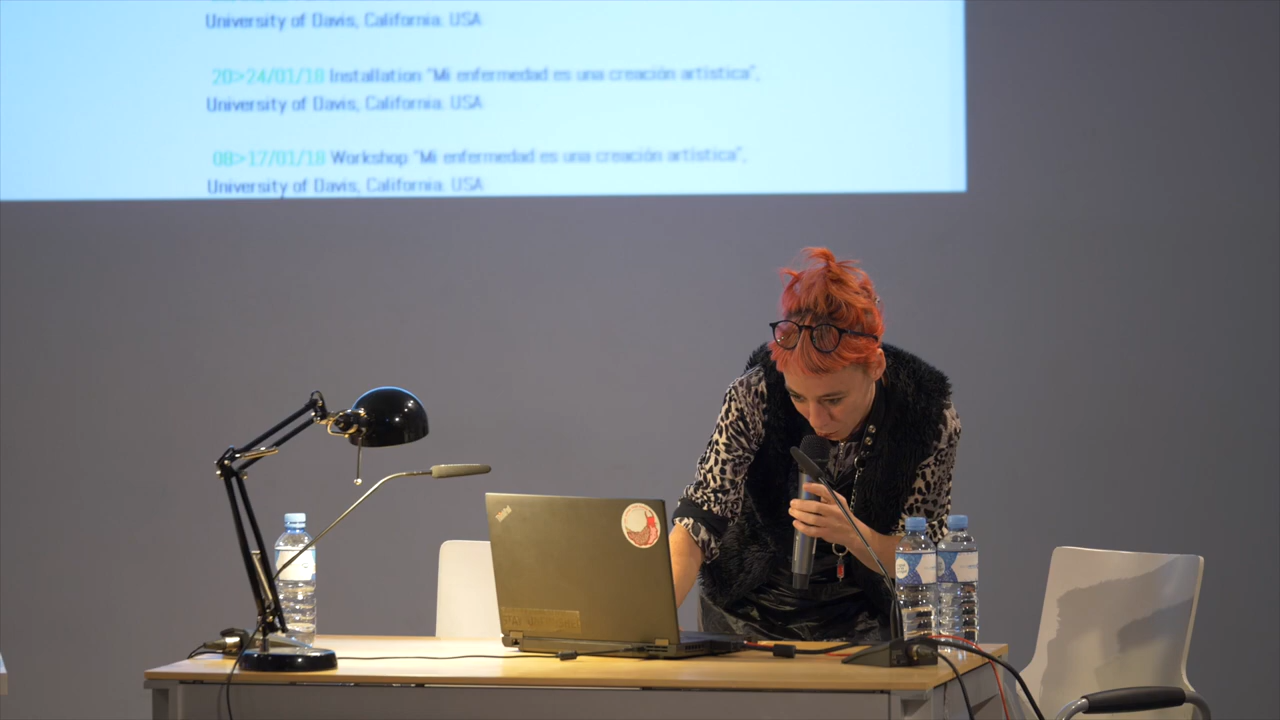 University of Davis, California. USA
20>24/01/18 Installation "Mi enfermedad es una creación artística",
University of Davis, California. USA
08>17/01/18 Workshop "Mi enfermedad es una creación artística",
University of Davis, California. USA
ThinkPad